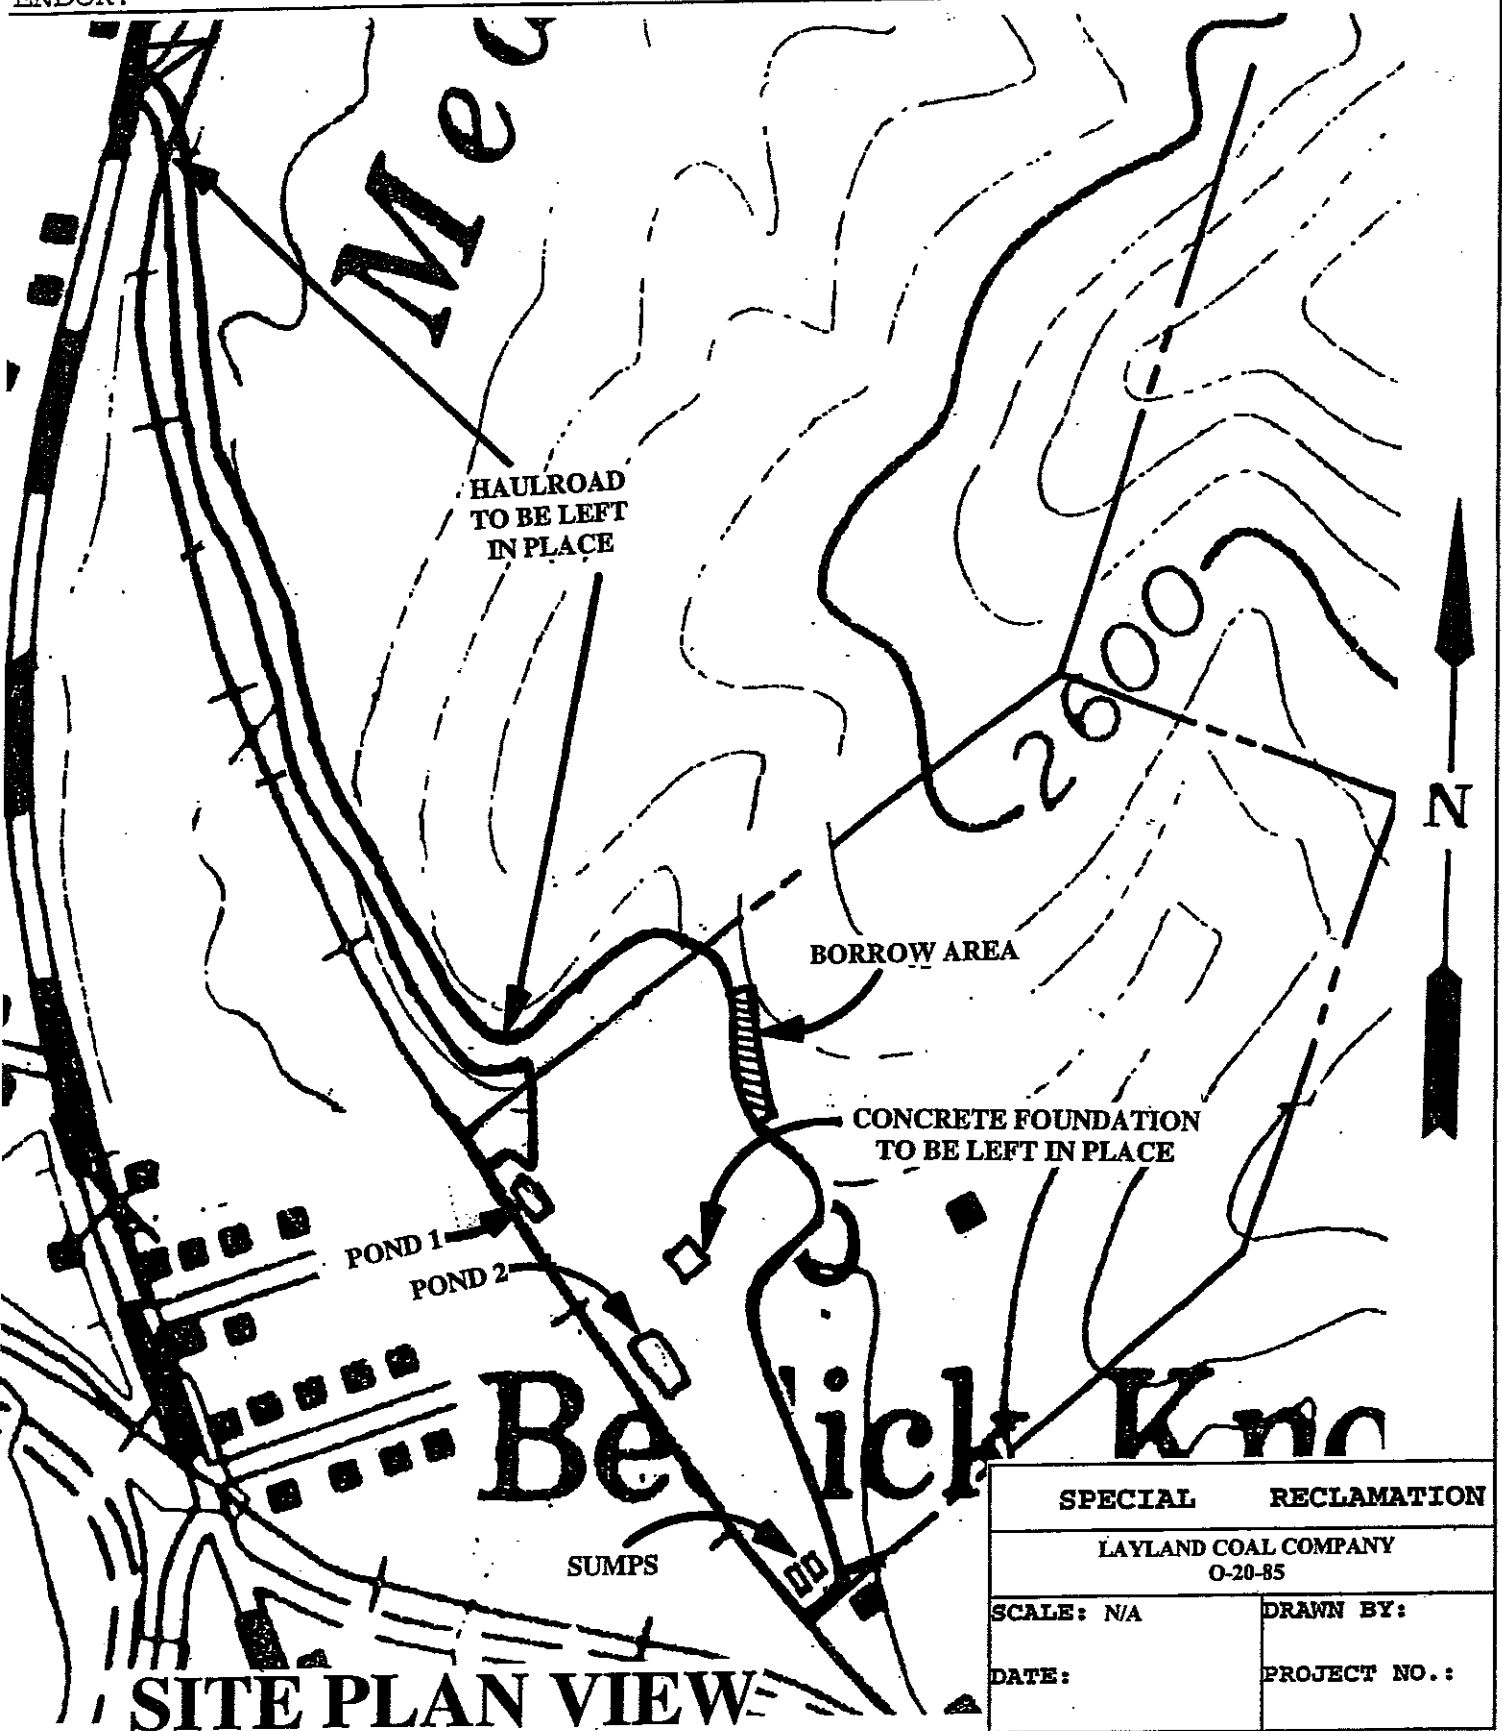 HAULROAD
TO BE LEFT
IN PLACE
2600
N
BORROW AREA
CONCRETE FOUNDATION
TO BE LEFT IN PLACE
POND 1
POND 2
SUMPS
SPECIAL RECLAMATION
LAYLAND COAL COMPANY
O-20-85
SCALE: N/A
DRAWN BY:
DATE:
PROJECT NO.:
SITE PLAN VIEW